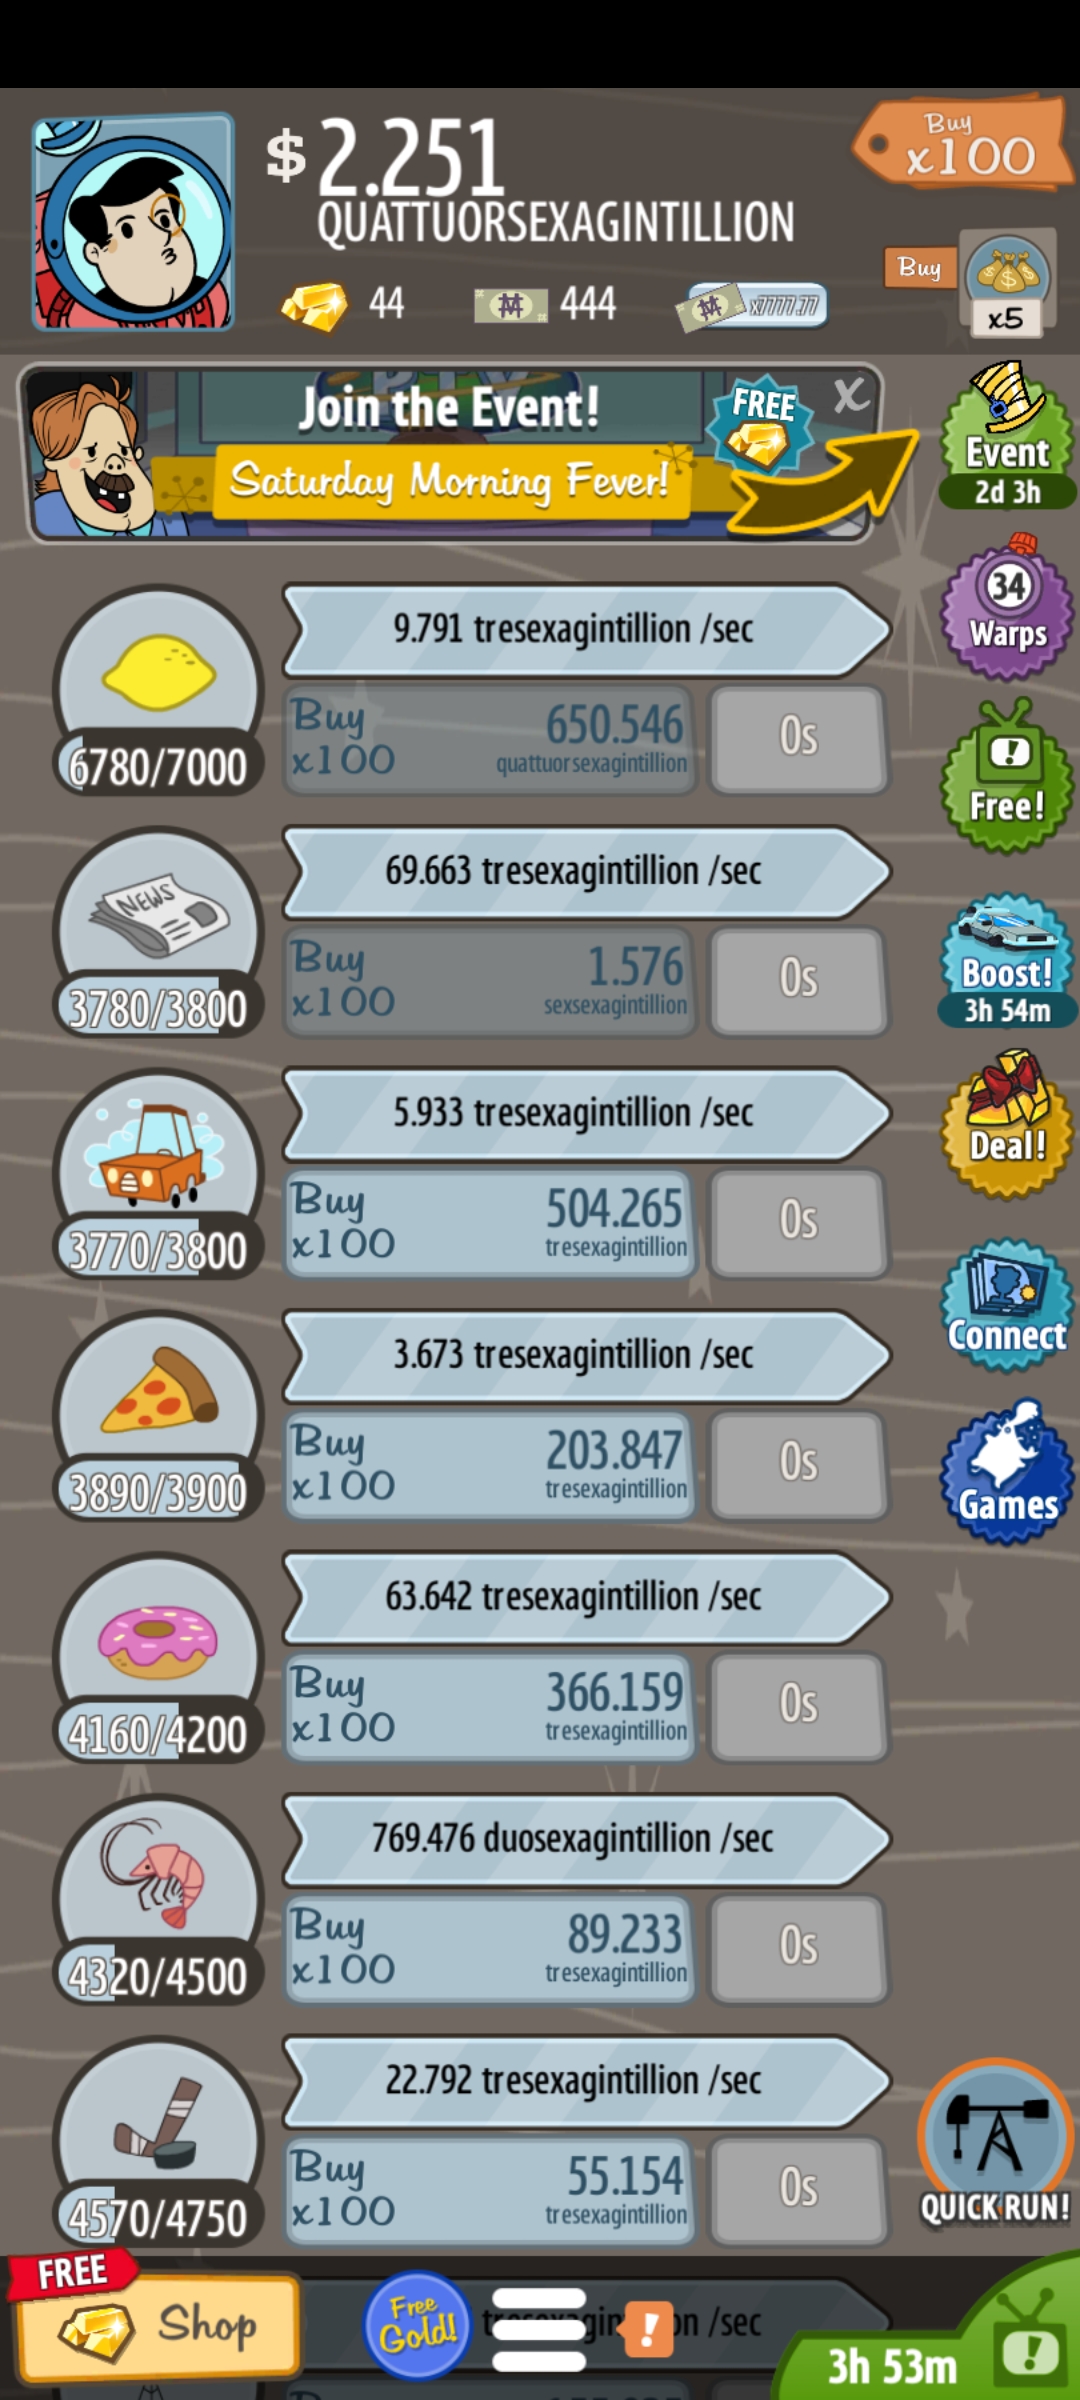 $ 2.251
QUATTUORSEXAGINTILLION
Buy
x100
44
444
x7777.77
Buy
x5
Join the Event!
FREE
X
Saturday Morning Fever!
Event
2d 3h
9.791 tresexagintillion /sec
34
Warps
6780/7000
Buy
x100
650.546
quattuorsexagintillion
0s
Free!
69.663 tresexagintillion /sec
NEWS
3780/3800
Buy
x100
1.576
sexsexagintillion
0s
Boost!
3h 54m
5.933 tresexagintillion /sec
Deal!
3770/3800
Buy
x100
504.265
tresexagintillion
0s
Connect
3.673 tresexagintillion /sec
3890/3900
Buy
x100
203.847
tresexagintillion
0s
Games
63.642 tresexagintillion /sec
4160/4200
Buy
x100
366.159
tresexagintillion
0s
769.476 duosexagintillion /sec
4320/4500
Buy
x100
89.233
tresexagintillion
0s
22.792 tresexagintillion /sec
4570/4750
Buy
x100
55.154
tresexagintillion
0s
QUICK RUN!
FREE
Shop
Free
Gold!
/sec
3h 53m